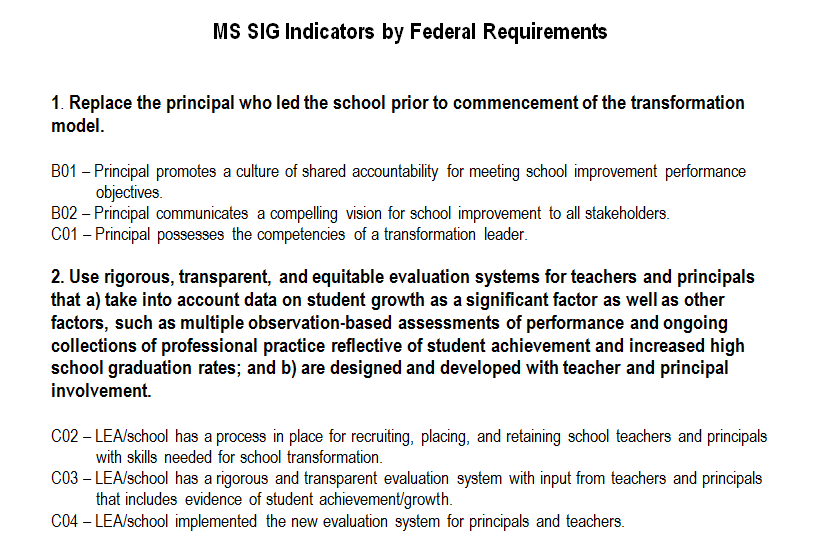 MS SIG Indicators by Federal Requirements
1. Replace the principal who led the school prior to commencement of the transformation
model.
B01 – Principal promotes a culture of shared accountability for meeting school improvement performance
objectives.
B02 – Principal communicates a compelling vision for school improvement to all stakeholders.
C01 – Principal possesses the competencies of a transformation leader.
2. Use rigorous, transparent, and equitable evaluation systems for teachers and principals
that a) take into account data on student growth as a significant factor as well as other
factors, such as multiple observation-based assessments of performance and ongoing
collections of professional practice reflective of student achievement and increased high
school graduation rates; and b) are designed and developed with teacher and principal
involvement.
C02 – LEA/school has a process in place for recruiting, placing, and retaining school teachers and principals
with skills needed for school transformation.
C03 – LEA/school has a rigorous and transparent evaluation system with input from teachers and principals
that includes evidence of student achievement/growth.
C04 – LEA/school implemented the new evaluation system for principals and teachers.